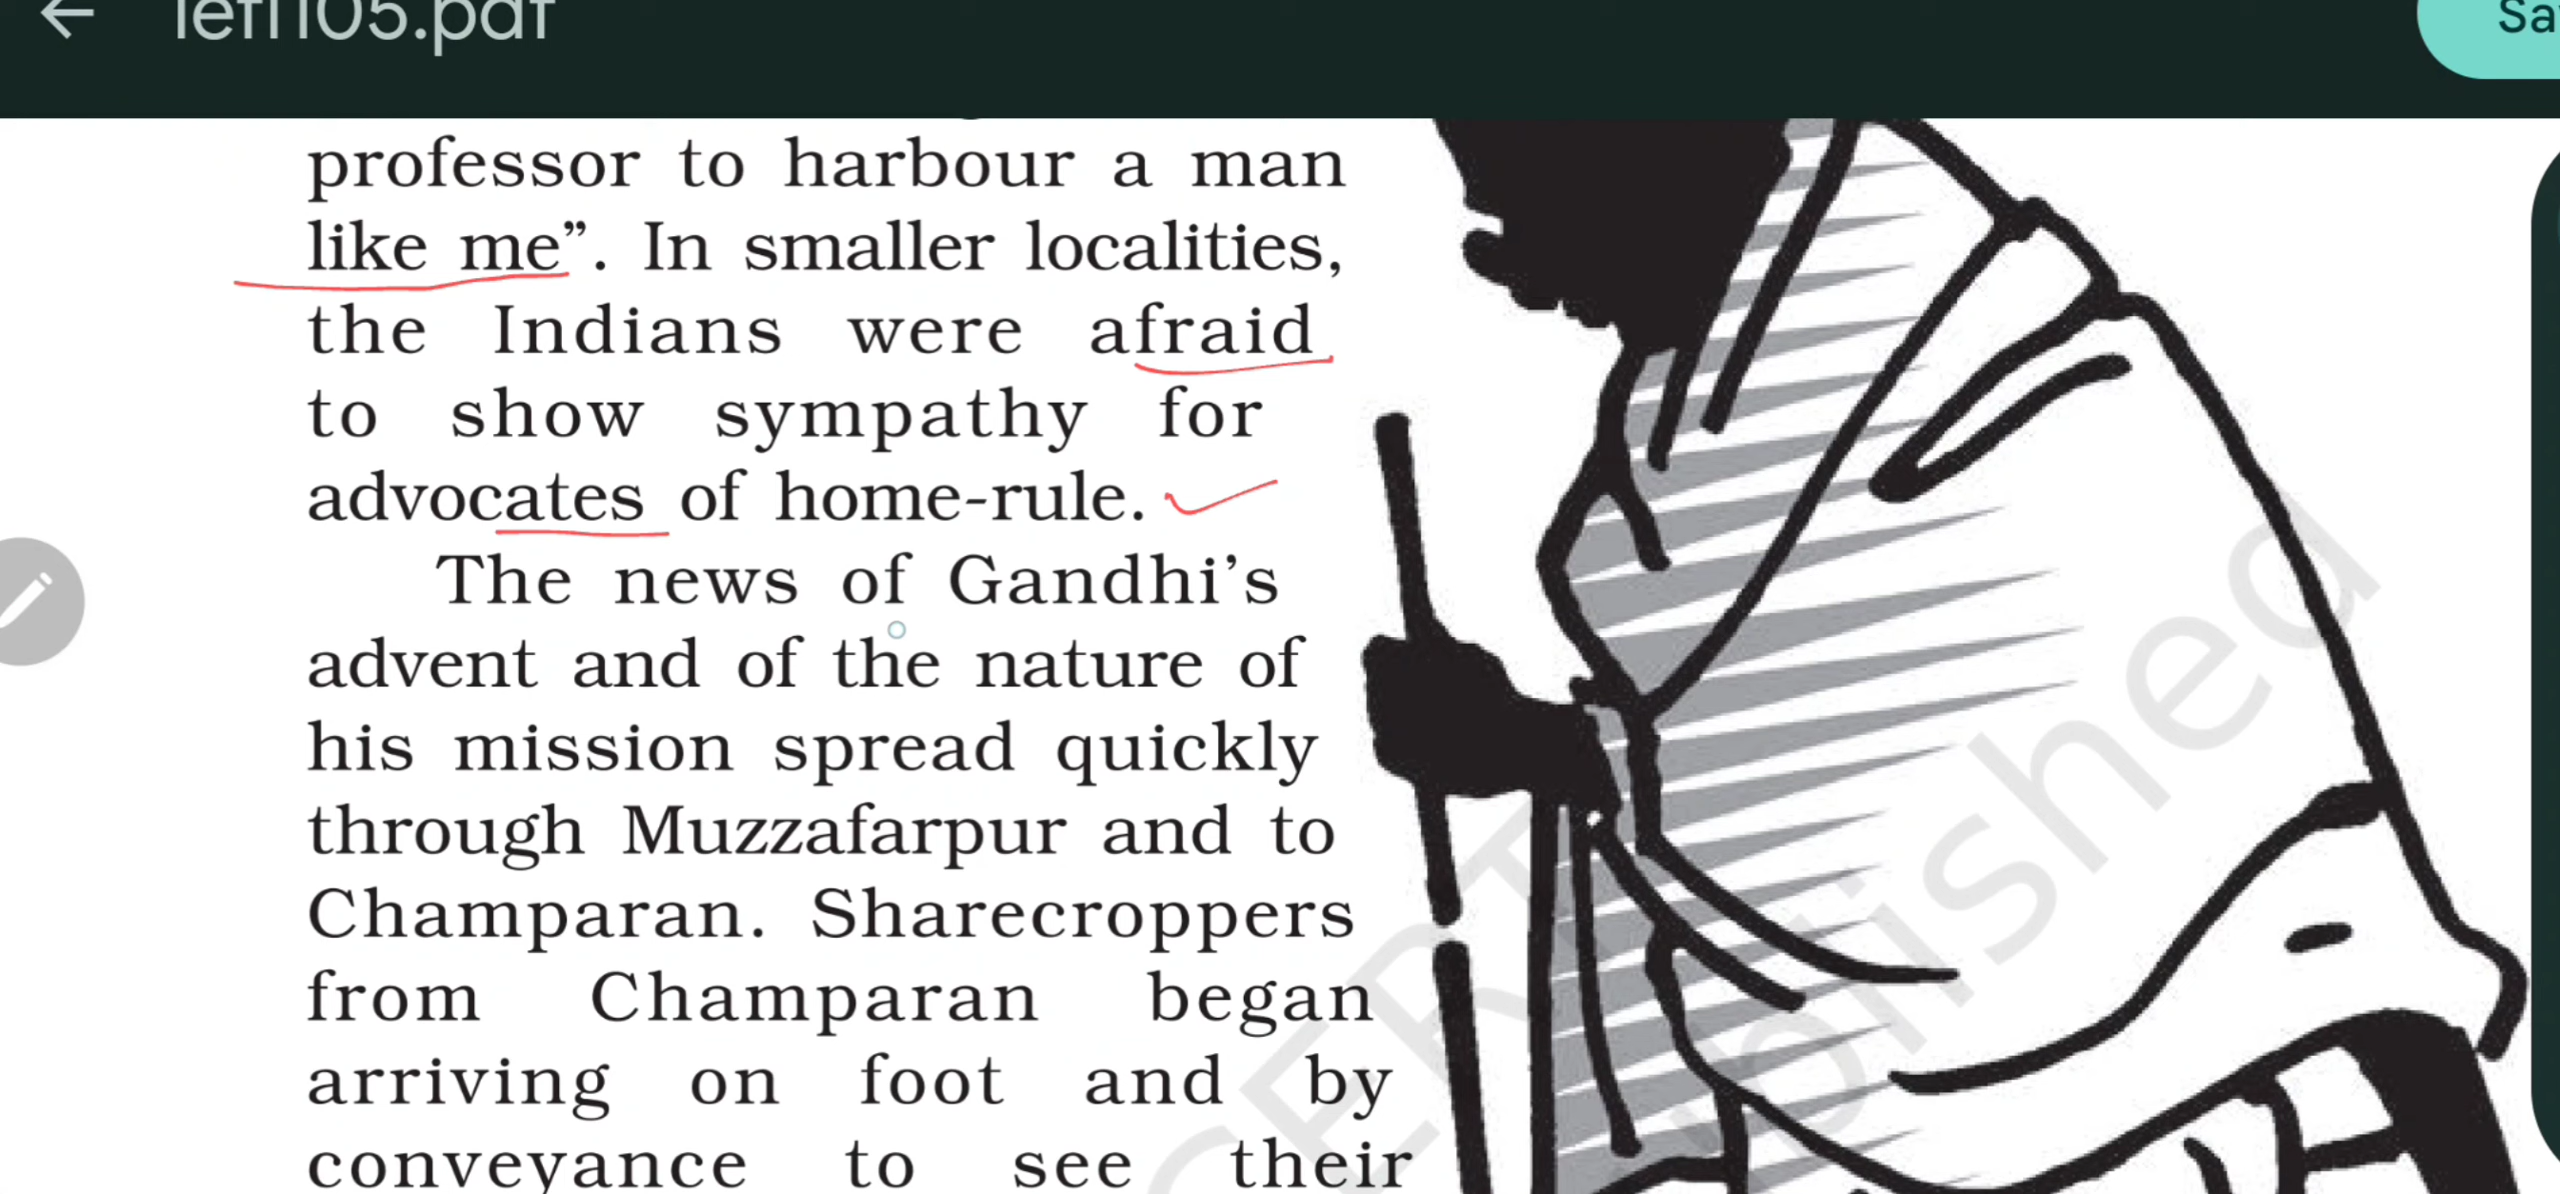 lefl105.pdf
professor to harbour a man
like me”. In smaller localities,
the Indians were afraid
to show sympathy for
advocates of home-rule.
The news of Gandhi’s
advent and of the nature of
his mission spread quickly
through Muzzafarpur and to
Champaran. Sharecroppers
from Champaran began
arriving on foot and by
conveyance to see their